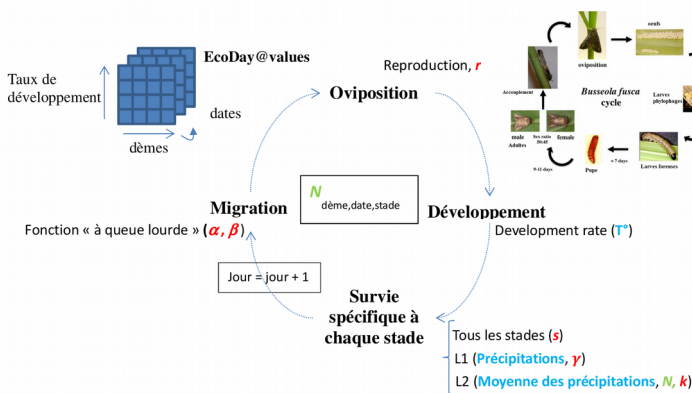 EcoDay@values
Taux de
développement
dates
dèmes
Reproduction, r
Oviposition
oeufs
oviposition
Accouplement
Busseola fusca
cycle
Larves
phytophages
male
Adultes
Sex ratio
50:45
female
9-11 days
Pupe
≈ 7 days
Larves foreuses
Migration
N
dème,date,stade
Développement
Fonction « à queue lourde » (α, β)
Development rate (T°)
Jour = jour + 1
Survie
spécifique à
chaque stade
Tous les stades (s)
L1 (Précipitations, γ)
L2 (Moyenne des précipitations, N, k)